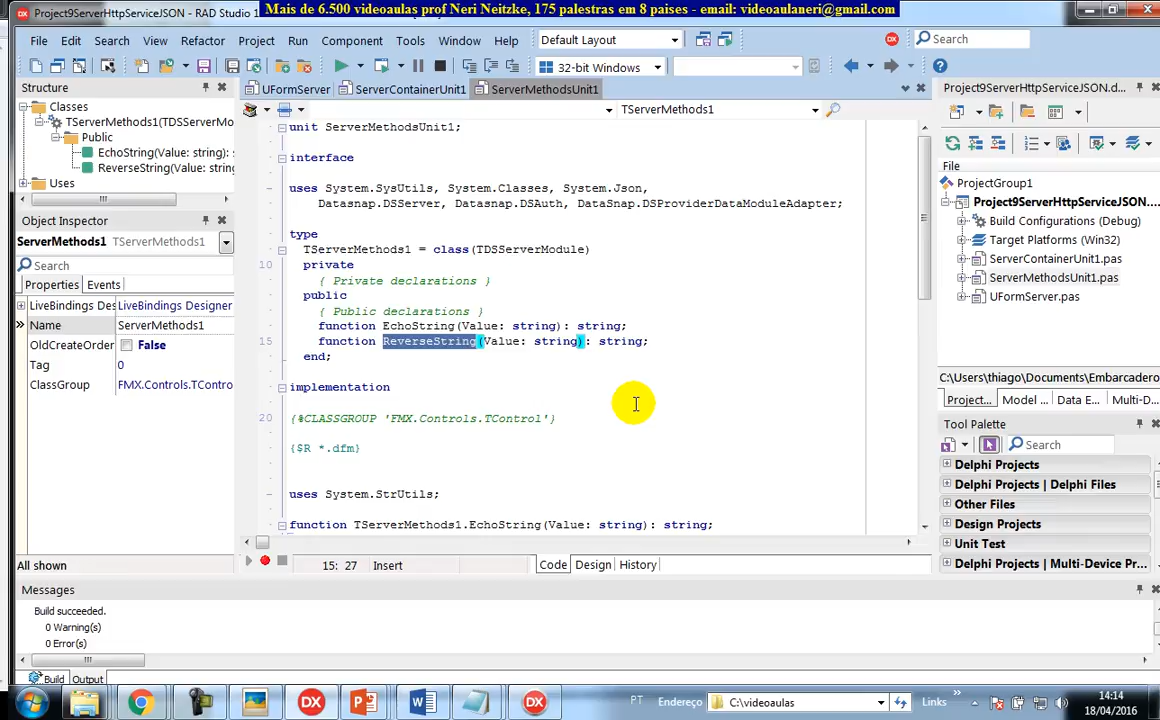 Mais de 6.500 videoaulas prof Neri Neitzke, 175 palestras em 8 paises - email: videoaulaneri@gmail.com
Project9ServerHttpServiceJSON - RAD Studio 1
File Edit Search View Refactor Project Run Component Tools Window Help
Default Layout
Search
32-bit Windows
Structure
Classes
TServerMethods1(TDSServerMo
Public
EchoString(Value: string):
ReverseString(Value: string
Uses
Object Inspector
ServerMethods1 TServerMethods1
Search
Properties Events
LiveBindings Des LiveBindings Designer
Name ServerMethods1
OldCreateOrder False
Tag 0
ClassGroup FMX.Controls.TContro
All shown
UFormServer ServerContainerUnit1 ServerMethodsUnit1
TServerMethods1
unit ServerMethodsUnit1;
interface
uses System.SysUtils, System.Classes, System.Json,
Datasnap.DSServer, Datasnap.DSAuth, DataSnap.DSProviderDataModuleAdapter;
type
TServerMethods1 = class(TDSServerModule)
10 private
{ Private declarations }
public
{ Public declarations }
function EchoString(Value: string): string;
15 function ReverseString(Value: string): string;
end;
implementation
20 {%CLASSGROUP 'FMX.Controls.TControl'}
{$R *.dfm}
uses System.StrUtils;
function TServerMethods1.EchoString(Value: string): string;
15: 27 Insert
Code Design History
Project9ServerHttpServiceJSON.d...
File
ProjectGroup1
Project9ServerHttpServiceJSON....
Build Configurations (Debug)
Target Platforms (Win32)
ServerContainerUnit1.pas
ServerMethodsUnit1.pas
UFormServer.pas
C:\Users\thiago\Documents\Embarcadero
Project... Model ... Data E... Multi-D...
Tool Palette
Search
Delphi Projects
Delphi Projects | Delphi Files
Other Files
Design Projects
Unit Test
Delphi Projects | Multi-Device Pr...
Messages
Build succeeded.
0 Warning(s)
0 Error(s)
Build Output
PT Endereço C:\videoaulas Links
14:14
18/04/2016